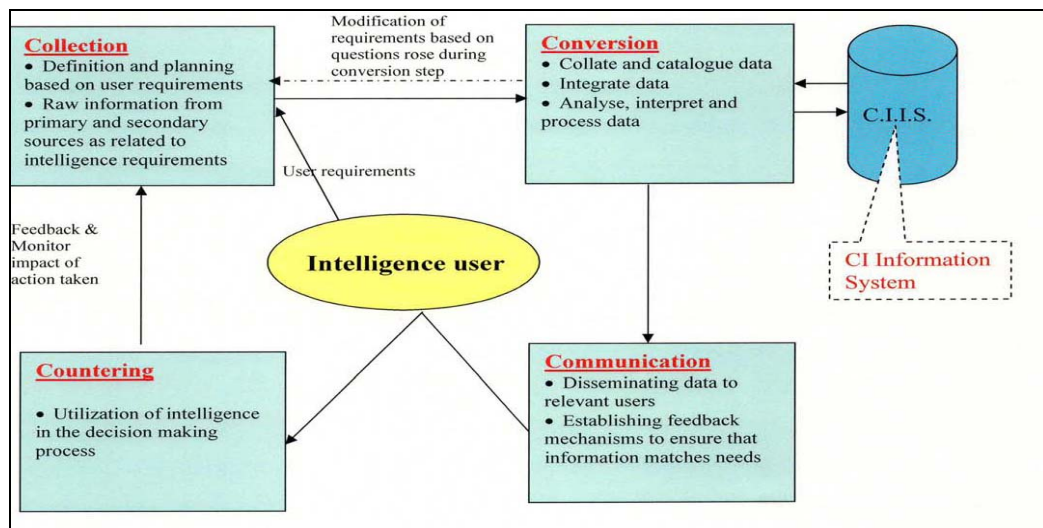 Collection
• Definition and planning
based on user requirements
• Raw information from
primary and secondary
sources as related to
intelligence requirements
Modification of
requirements based on
questions rose during
conversion step
Conversion
• Collate and catalogue data
• Integrate data
• Analyse, interpret and
process data
C.I.I.S.
CI Information
System
User requirements
Feedback &
Monitor
impact of
action taken
Intelligence user
Countering
• Utilization of intelligence
in the decision making
process
Communication
• Disseminating data to
relevant users
• Establishing feedback
mechanisms to ensure that
information matches needs